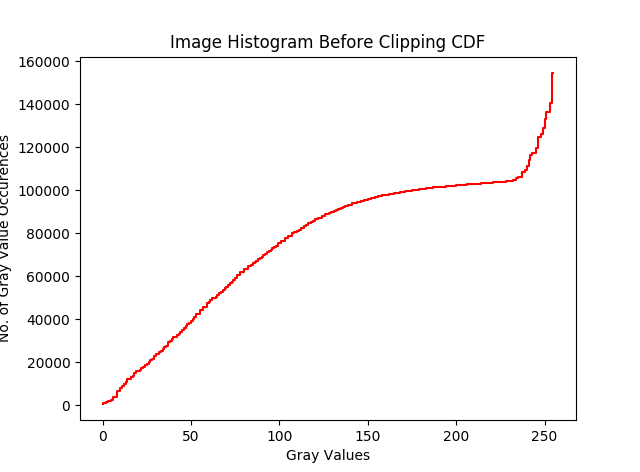 Image Histogram Before Clipping CDF
160000
140000
120000
100000
80000
60000
40000
20000
0
No. of Gray Value Occurences
0 50 100 150 200 250
Gray Values